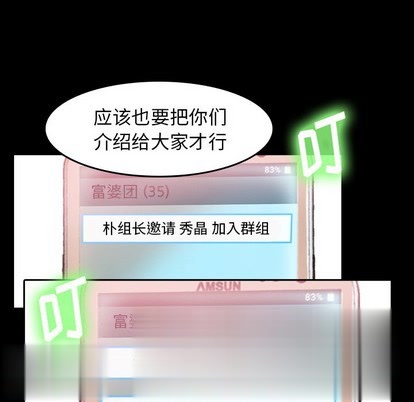 应该也要把你们
介绍给大家才行
叮
83%
富婆团 (35)
朴组长邀请 秀晶 加入群组
叮
AMSUN
83%
富